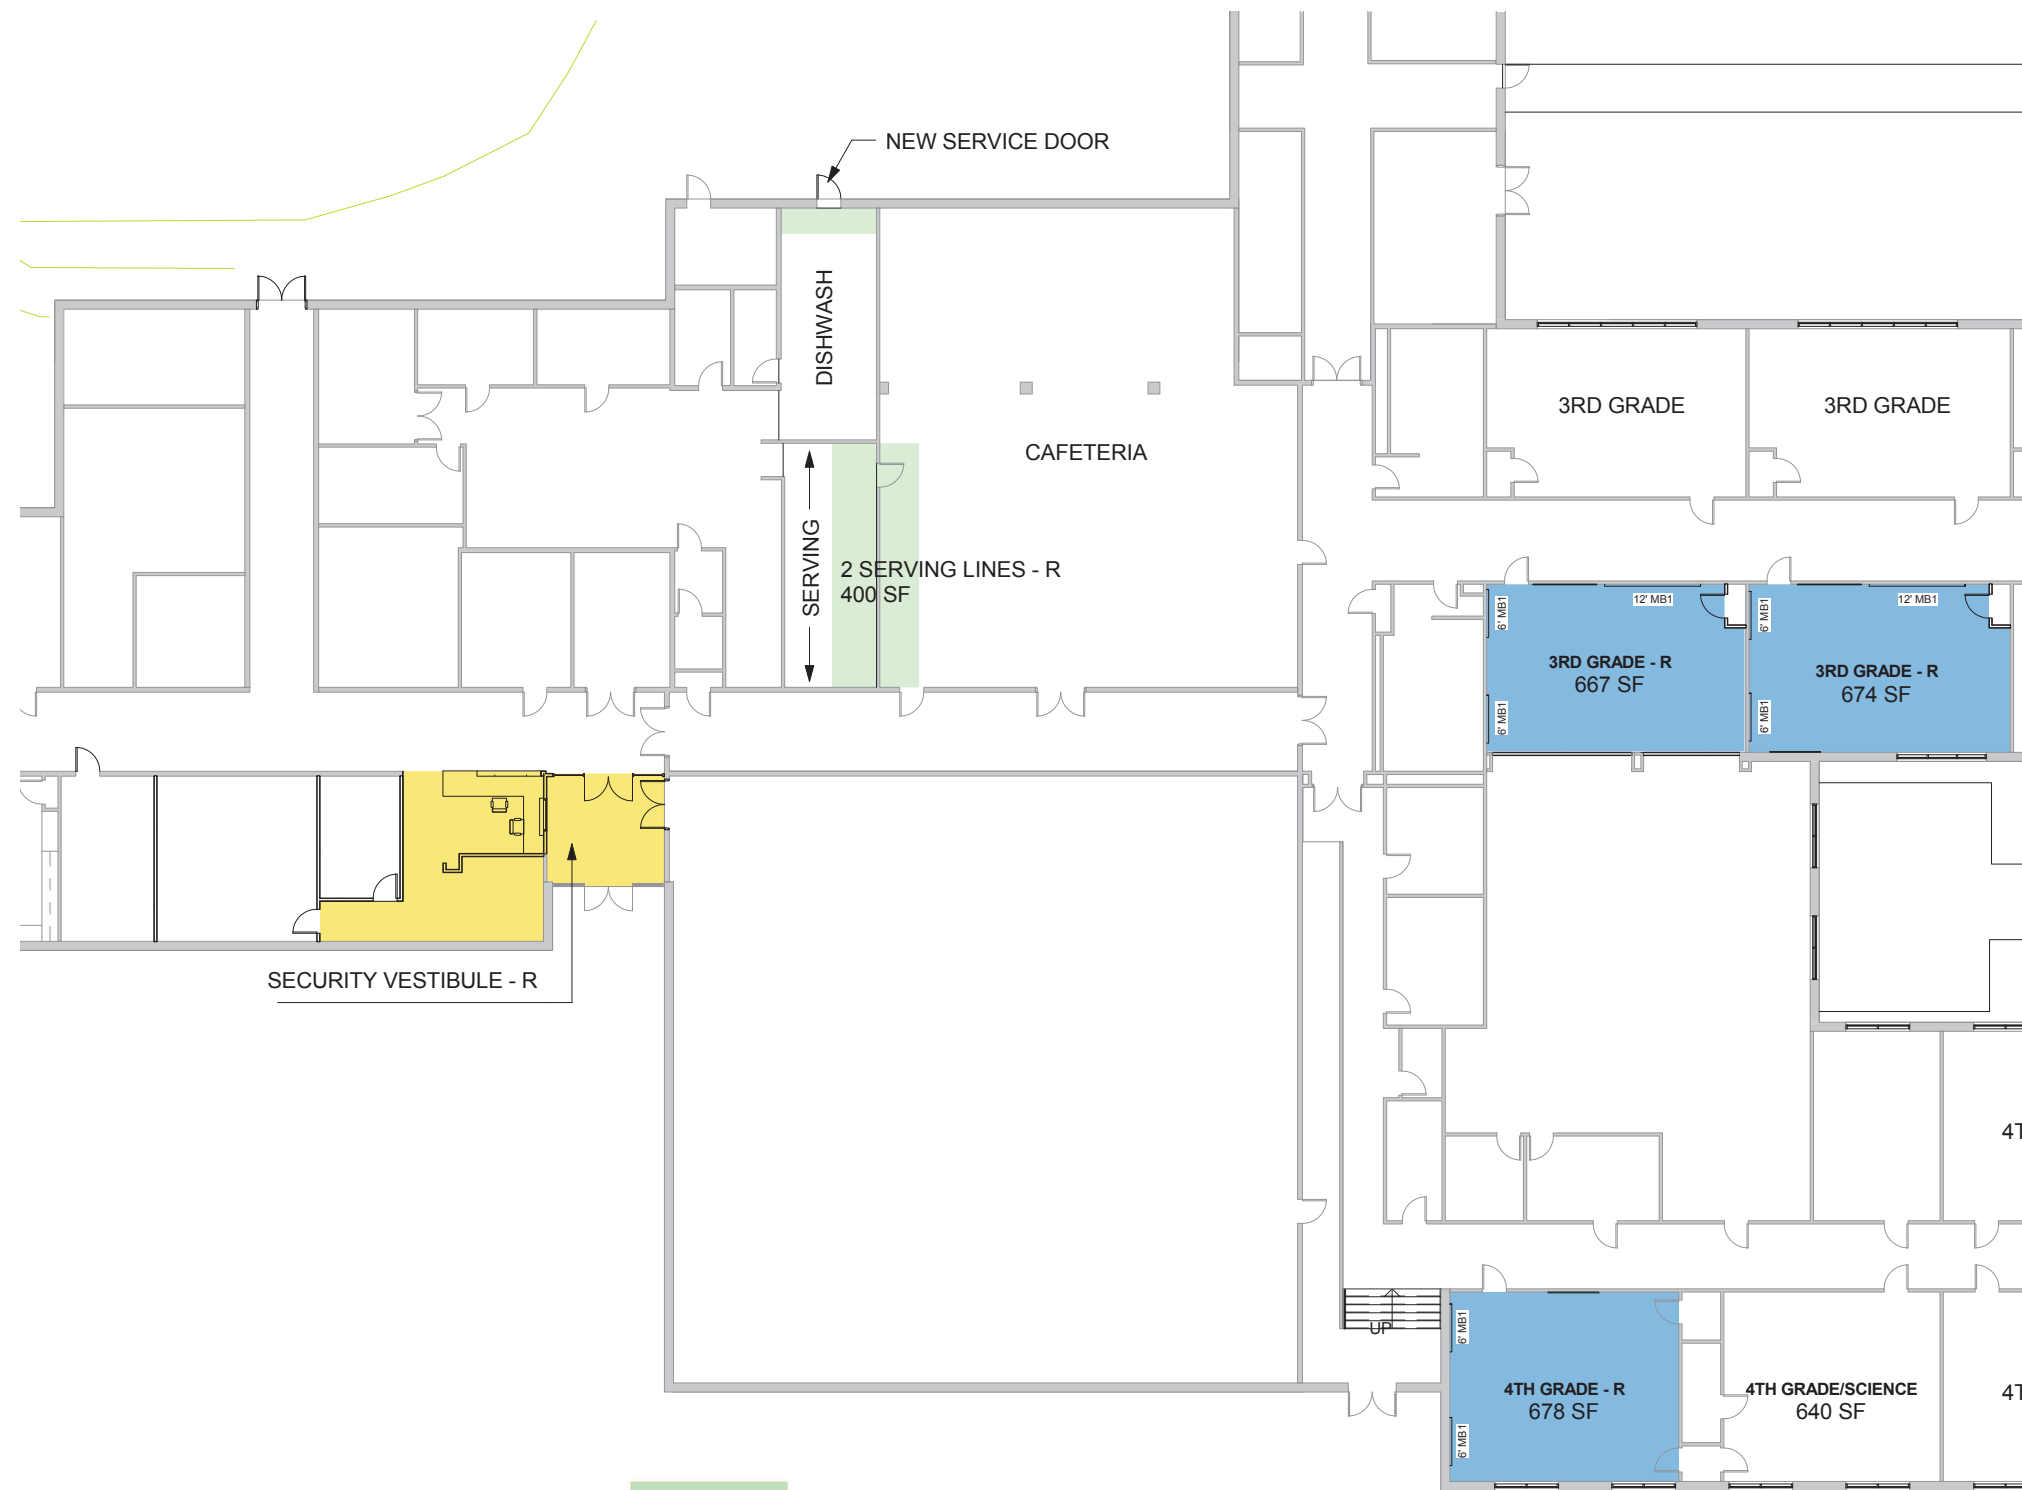 NEW SERVICE DOOR
DISHWASH
3RD GRADE
3RD GRADE
CAFETERIA
SERVING
2 SERVING LINES - R
400 SF
12' MB1
6' MB1
3RD GRADE - R
667 SF
6' MB1
12' MB1
6' MB1
3RD GRADE - R
674 SF
6' MB1
SECURITY VESTIBULE - R
4T
UP
6' MB1
4TH GRADE - R
678 SF
6' MB1
4TH GRADE/SCIENCE
640 SF
4T